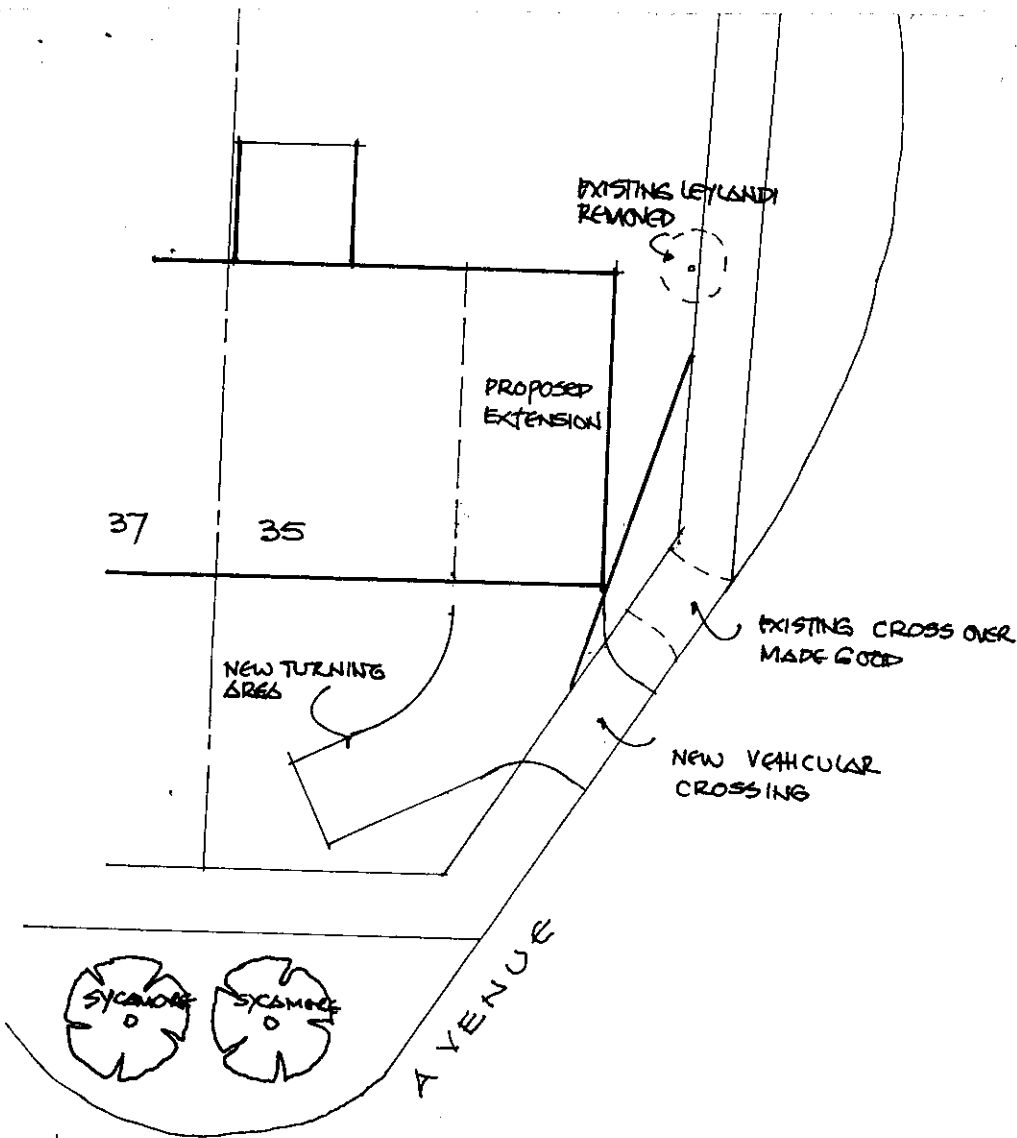 EXISTING LEYLANDI
REMOVED
PROPOSED
EXTENSION
37
35
NEW TURNING
AREA
EXISTING CROSS OVER
MADE GOOD
NEW VEHICULAR
CROSSING
SYCAMORE
SYCAMORE
AVENUE